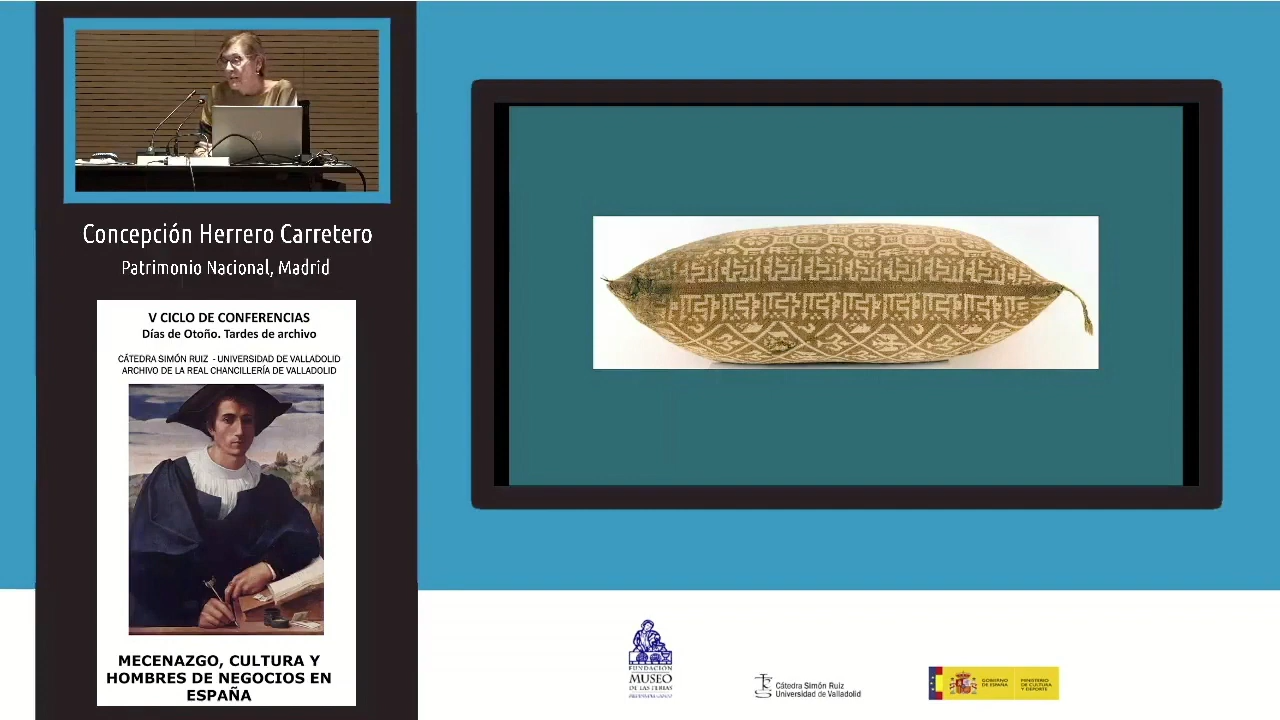 Concepción Herrero Carretero
Patrimonio Nacional, Madrid
V CICLO DE CONFERENCIAS
Días de Otoño. Tardes de archivo
CÁTEDRA SIMÓN RUIZ - UNIVERSIDAD DE VALLADOLID
ARCHIVO DE LA REAL CHANCILLERÍA DE VALLADOLID
MECENAZGO, CULTURA Y
HOMBRES DE NEGOCIOS EN
ESPAÑA
FUNDACIÓN
MUSEO
DE LAS FERIAS
Cátedra Simón Ruiz
Universidad de Valladolid
GOBIERNO
DE ESPAÑA
MINISTERIO
DE CULTURA
Y DEPORTE